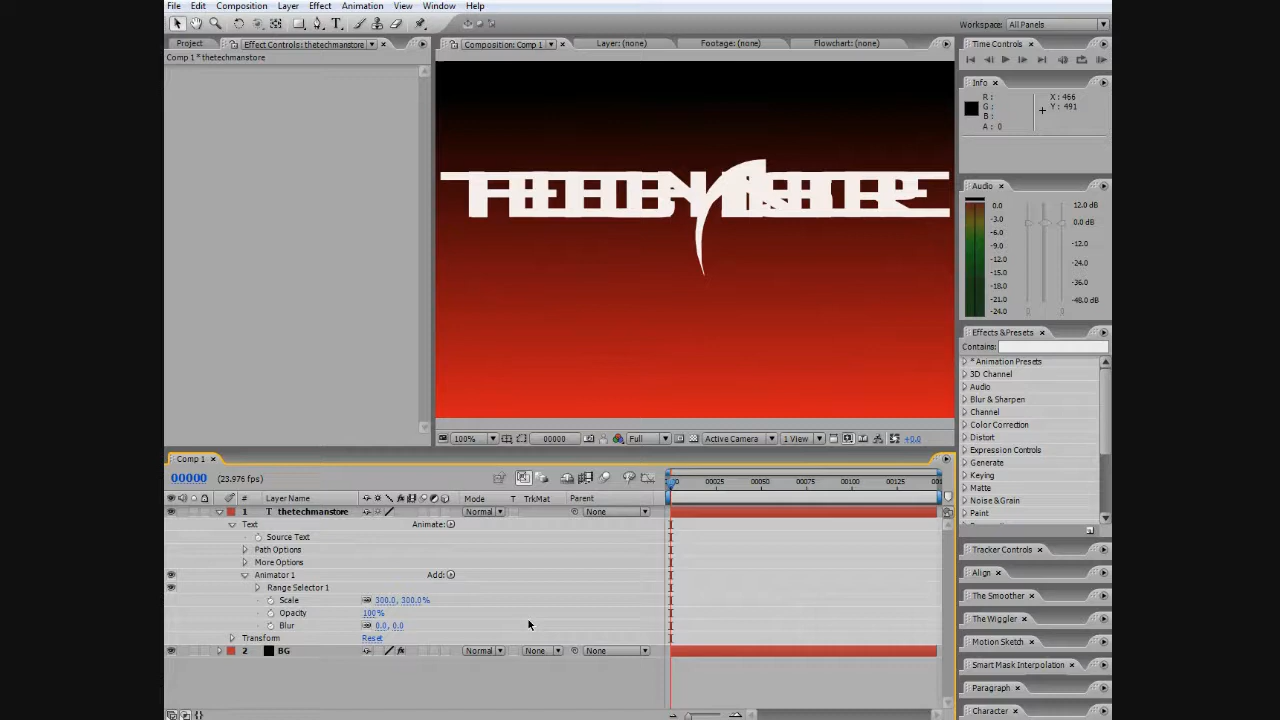 File Edit Composition Layer Effect Animation View Window Help
Workspace: All Panels
Project Effect Controls: thetechmanstore
Composition: Comp 1 Layer: (none) Footage: (none) Flowchart: (none)
Time Controls
Comp 1 * thetechmanstore
Info
R: X: 466
G: Y: 491
B:
A: 0
THETECHMANSTORE
Audio
0.0 12.0 dB
-3.0
-6.0 0.0 dB
-9.0
-12.0 -12.0
-15.0 -24.0
-18.0
-21.0 -36.0
-24.0 -48.0 dB
Effects & Presets
Contains:
* Animation Presets
3D Channel
Audio
Blur & Sharpen
Channel
Color Correction
Distort
Expression Controls
Generate
Keying
Matte
Noise & Grain
Paint
100% 00000 Full Active Camera 1 View +0.0
Comp 1
00000 (23.976 fps)
00025 00050 00075 00100 00125
# Layer Name Mode T TrkMat Parent
1 T thetechmanstore Normal None
Text Animate:
Source Text
Path Options
More Options
Animator 1 Add:
Range Selector 1
Scale 300.0, 300.0%
Opacity 100%
Blur 0.0, 0.0
Transform Reset
2 BG Normal None None
Tracker Controls
Align
The Smoother
The Wiggler
Motion Sketch
Smart Mask Interpolation
Paragraph
Character